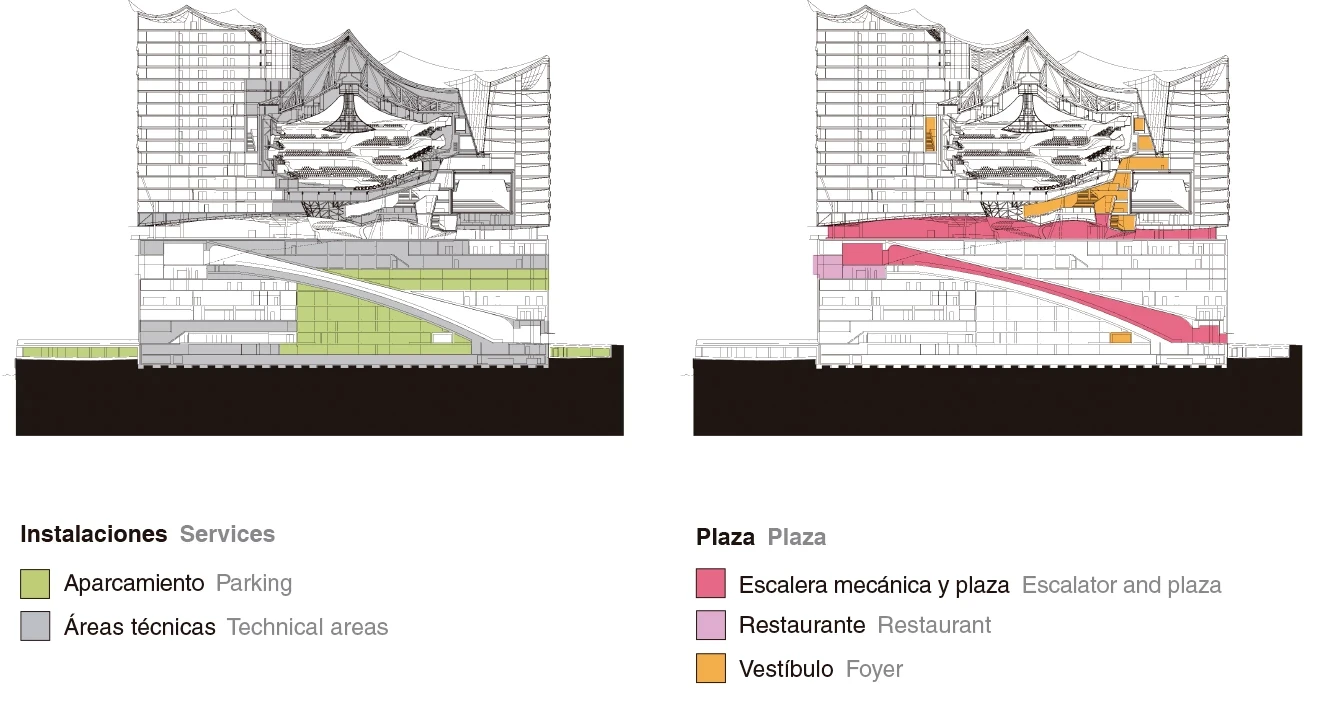 Instalaciones Services
Aparcamiento Parking
Áreas técnicas Technical areas
Plaza Plaza
Escalera mecánica y plaza Escalator and plaza
Restaurante Restaurant
Vestíbulo Foyer